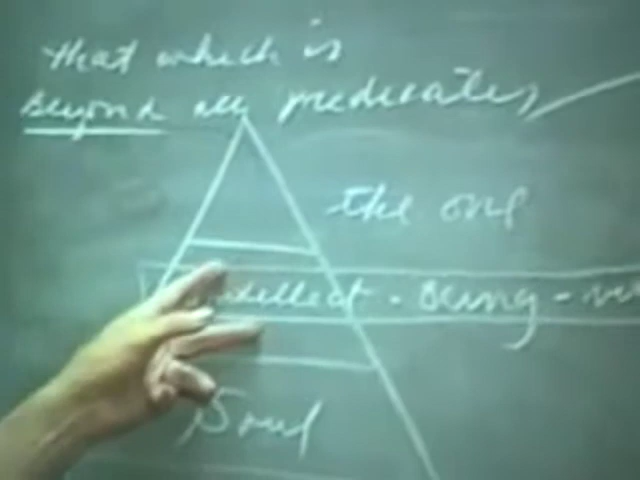 that which is
Beyond all predicates
the one
Intellect - Being -
Soul